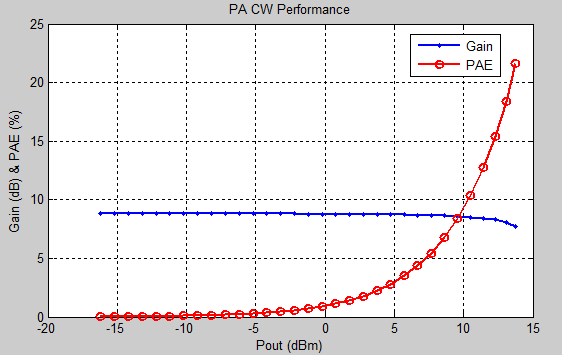 PA CW Performance
Gain (dB) & PAE (%)
25
20
15
10
5
0
Gain
PAE
-20 -15 -10 -5 0 5 10 15
Pout (dBm)